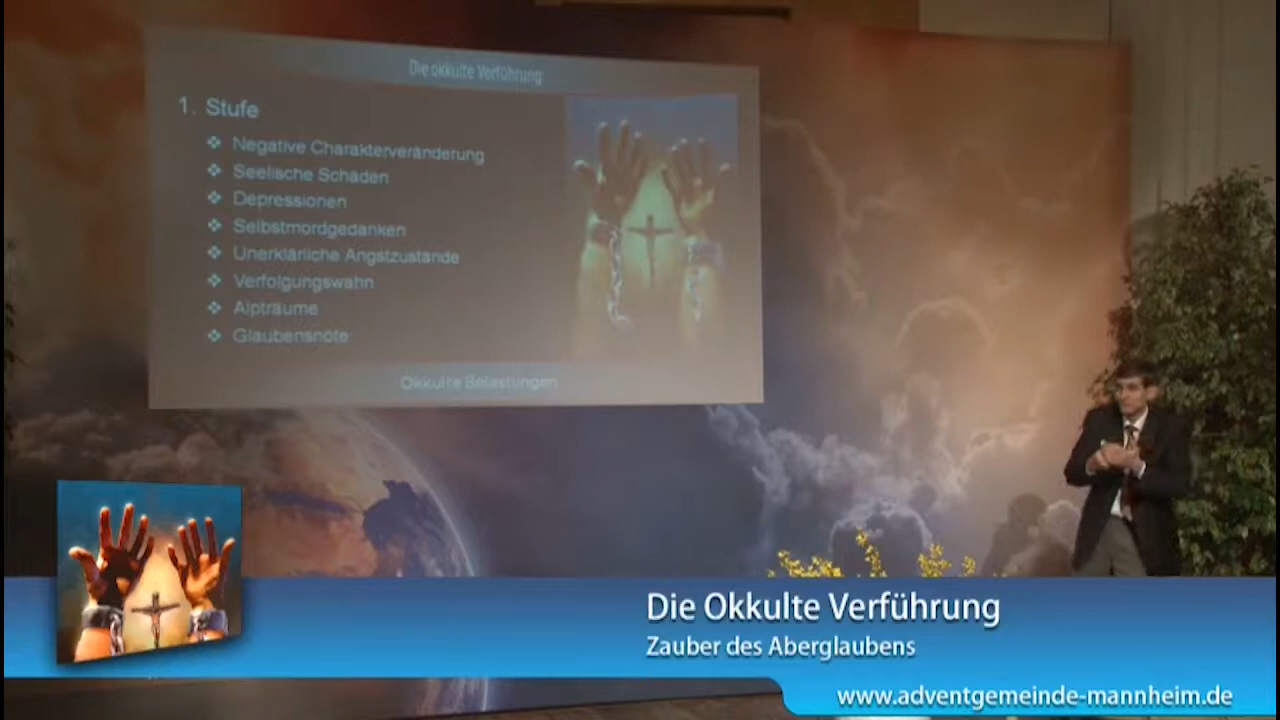 Die okkulte Verführung
1. Stufe
❖ Negative Charakterveränderung
❖ Seelische Schäden
❖ Depressionen
❖ Selbstmordgedanken
❖ Unerklärliche Angstzustände
❖ Verfolgungswahn
❖ Alpträume
❖ Glaubensnöte
Okkulte Belastungen
Die Okkulte Verführung
Zauber des Aberglaubens
www.adventgemeinde-mannheim.de